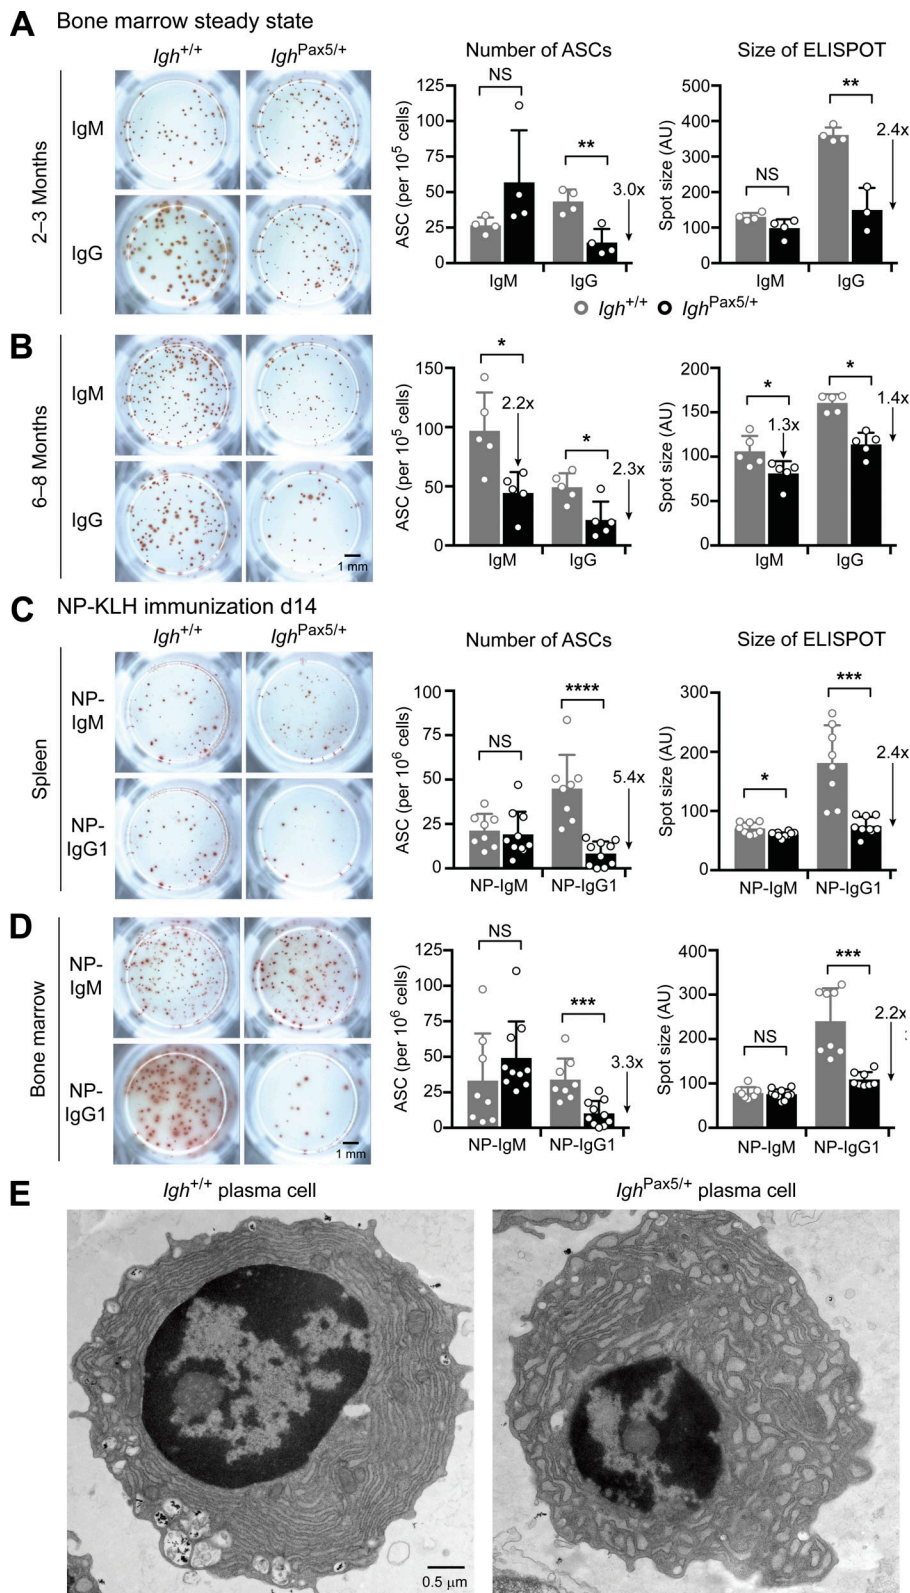 A Bone marrow steady state
Igh+/+ IghPax5/+ Number of ASCs Size of ELISPOT
2–3 Months
IgM
IgG
ASC (per 10^5 cells)
125
100
75
50
25
0
NS
**
3.0x
IgM IgG
Spot size (AU)
500
400
300
200
100
0
NS
**
2.4x
IgM IgG
Igh+/+ IghPax5/+
B
6–8 Months
IgM
IgG
1 mm
ASC (per 10^5 cells)
150
100
50
0
*
2.2x
*
2.3x
IgM IgG
Spot size (AU)
200
150
100
50
0
*
1.3x
*
1.4x
IgM IgG
C NP-KLH immunization d14
Igh+/+ IghPax5/+ Number of ASCs Size of ELISPOT
Spleen
NP-
IgM
NP-
IgG1
ASC (per 10^6 cells)
100
75
50
25
0
NS
****
5.4x
NP-IgM NP-IgG1
Spot size (AU)
300
200
100
0
*
***
2.4x
NP-IgM NP-IgG1
D
Bone marrow
NP-
IgM
NP-
IgG1
1 mm
ASC (per 10^6 cells)
125
100
75
50
25
0
NS
***
3.3x
NP-IgM NP-IgG1
Spot size (AU)
400
300
200
100
0
NS
***
2.2x
NP-IgM NP-IgG1
E Igh+/+ plasma cell IghPax5/+ plasma cell
0.5 μm